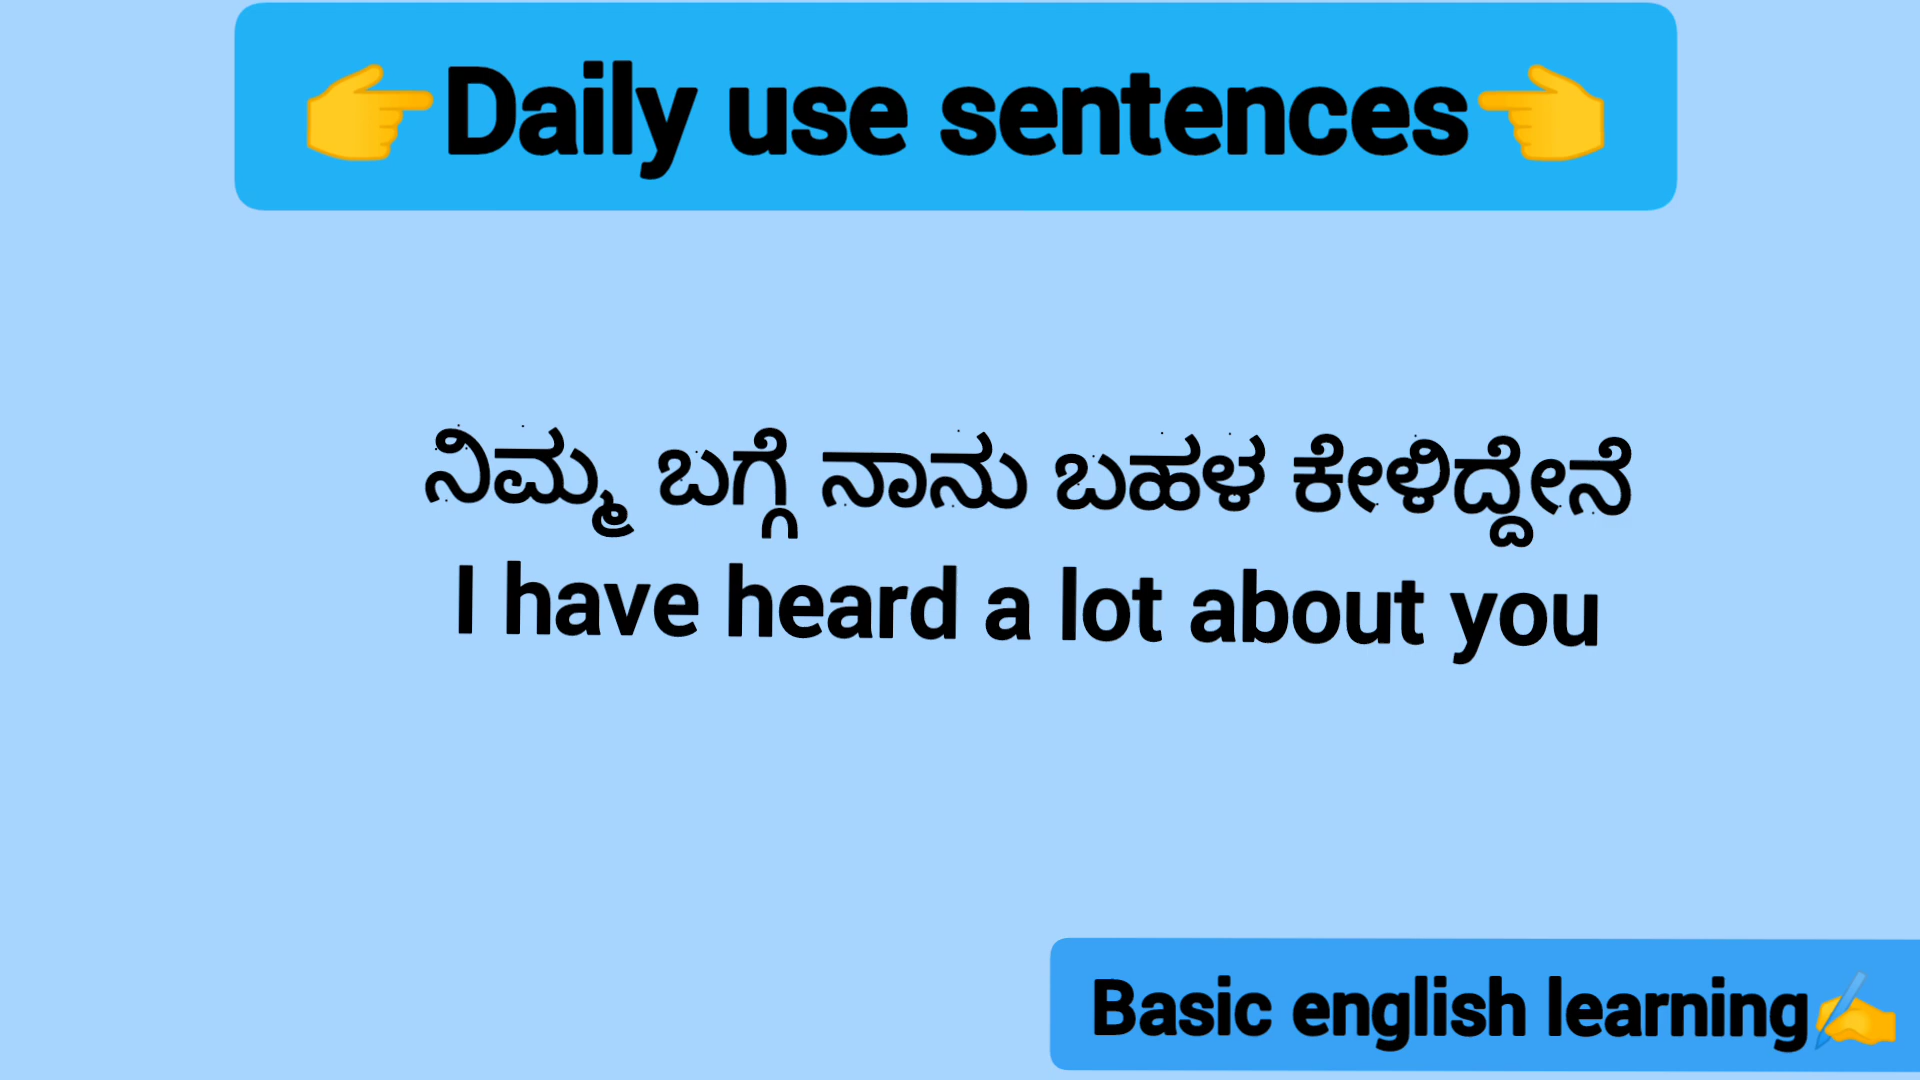 👉Daily use sentences👈
ನಿಮ್ಮ ಬಗ್ಗೆ ನಾನು ಬಹಳ ಕೇಳಿದ್ದೇನೆ
I have heard a lot about you
Basic english learning✍️